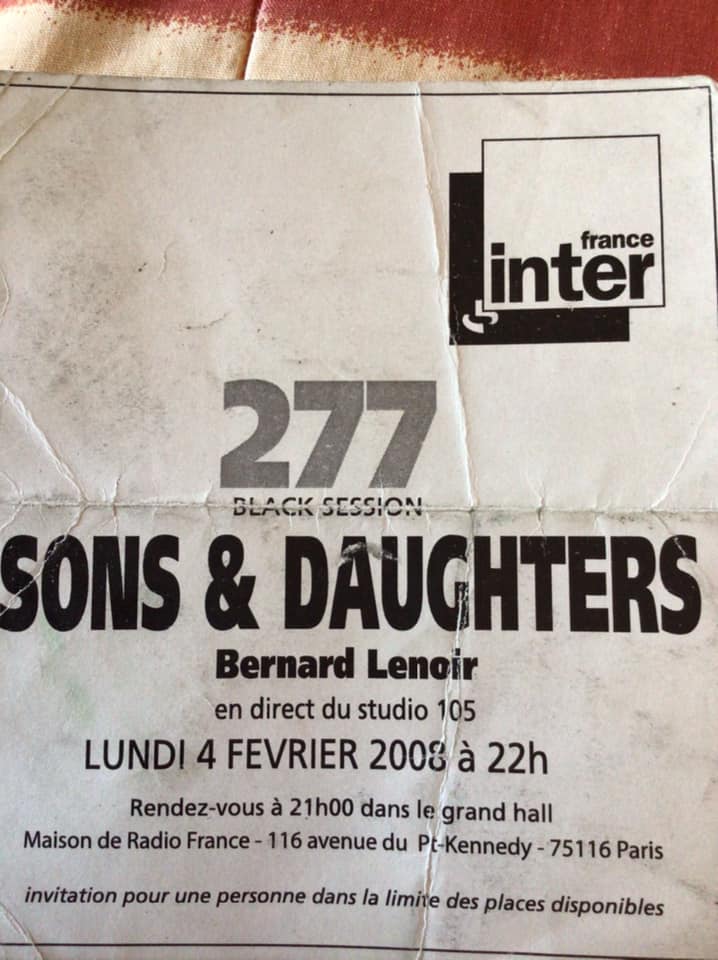 france
inter
277
BLACK SESSION
SONS & DAUGHTERS
Bernard Lenoir
en direct du studio 105
LUNDI 4 FEVRIER 2008 à 22h
Rendez-vous à 21h00 dans le grand hall
Maison de Radio France - 116 avenue du Pt-Kennedy - 75116 Paris
invitation pour une personne dans la limite des places disponibles